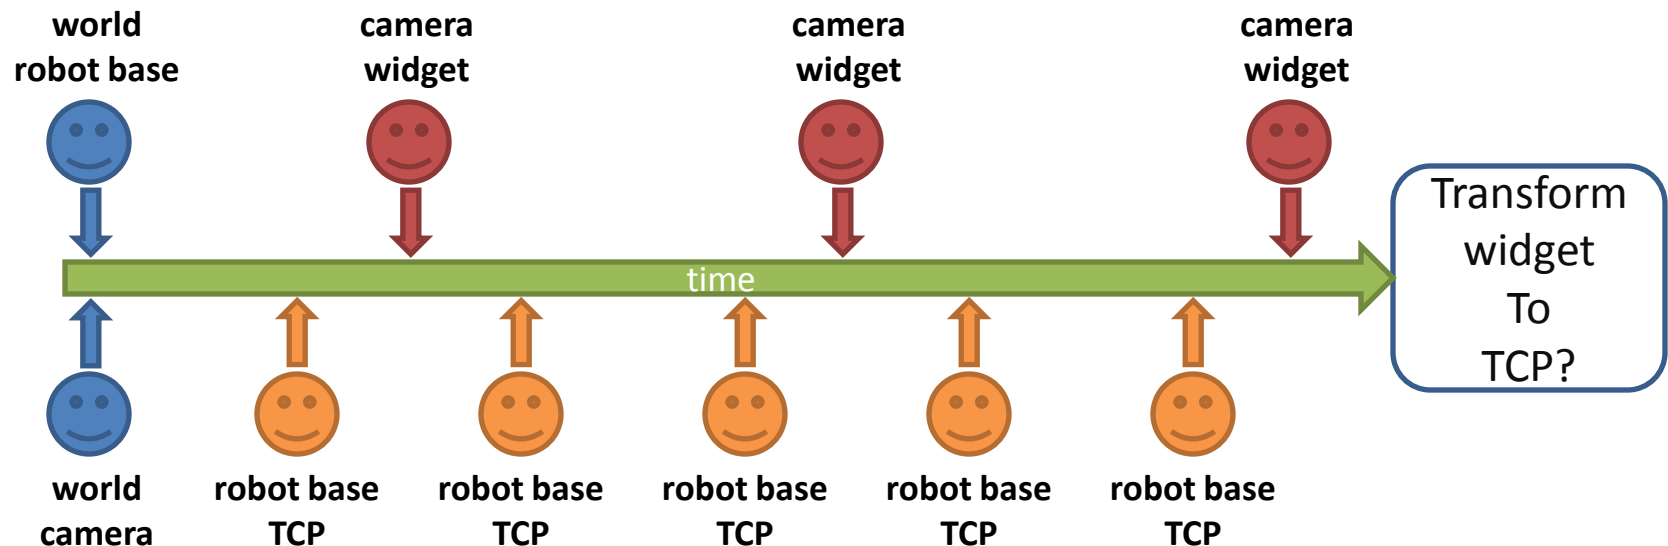 world
robot base
camera
widget
camera
widget
camera
widget
time
Transform
widget
To
TCP?
world
camera
robot base
TCP
robot base
TCP
robot base
TCP
robot base
TCP
robot base
TCP